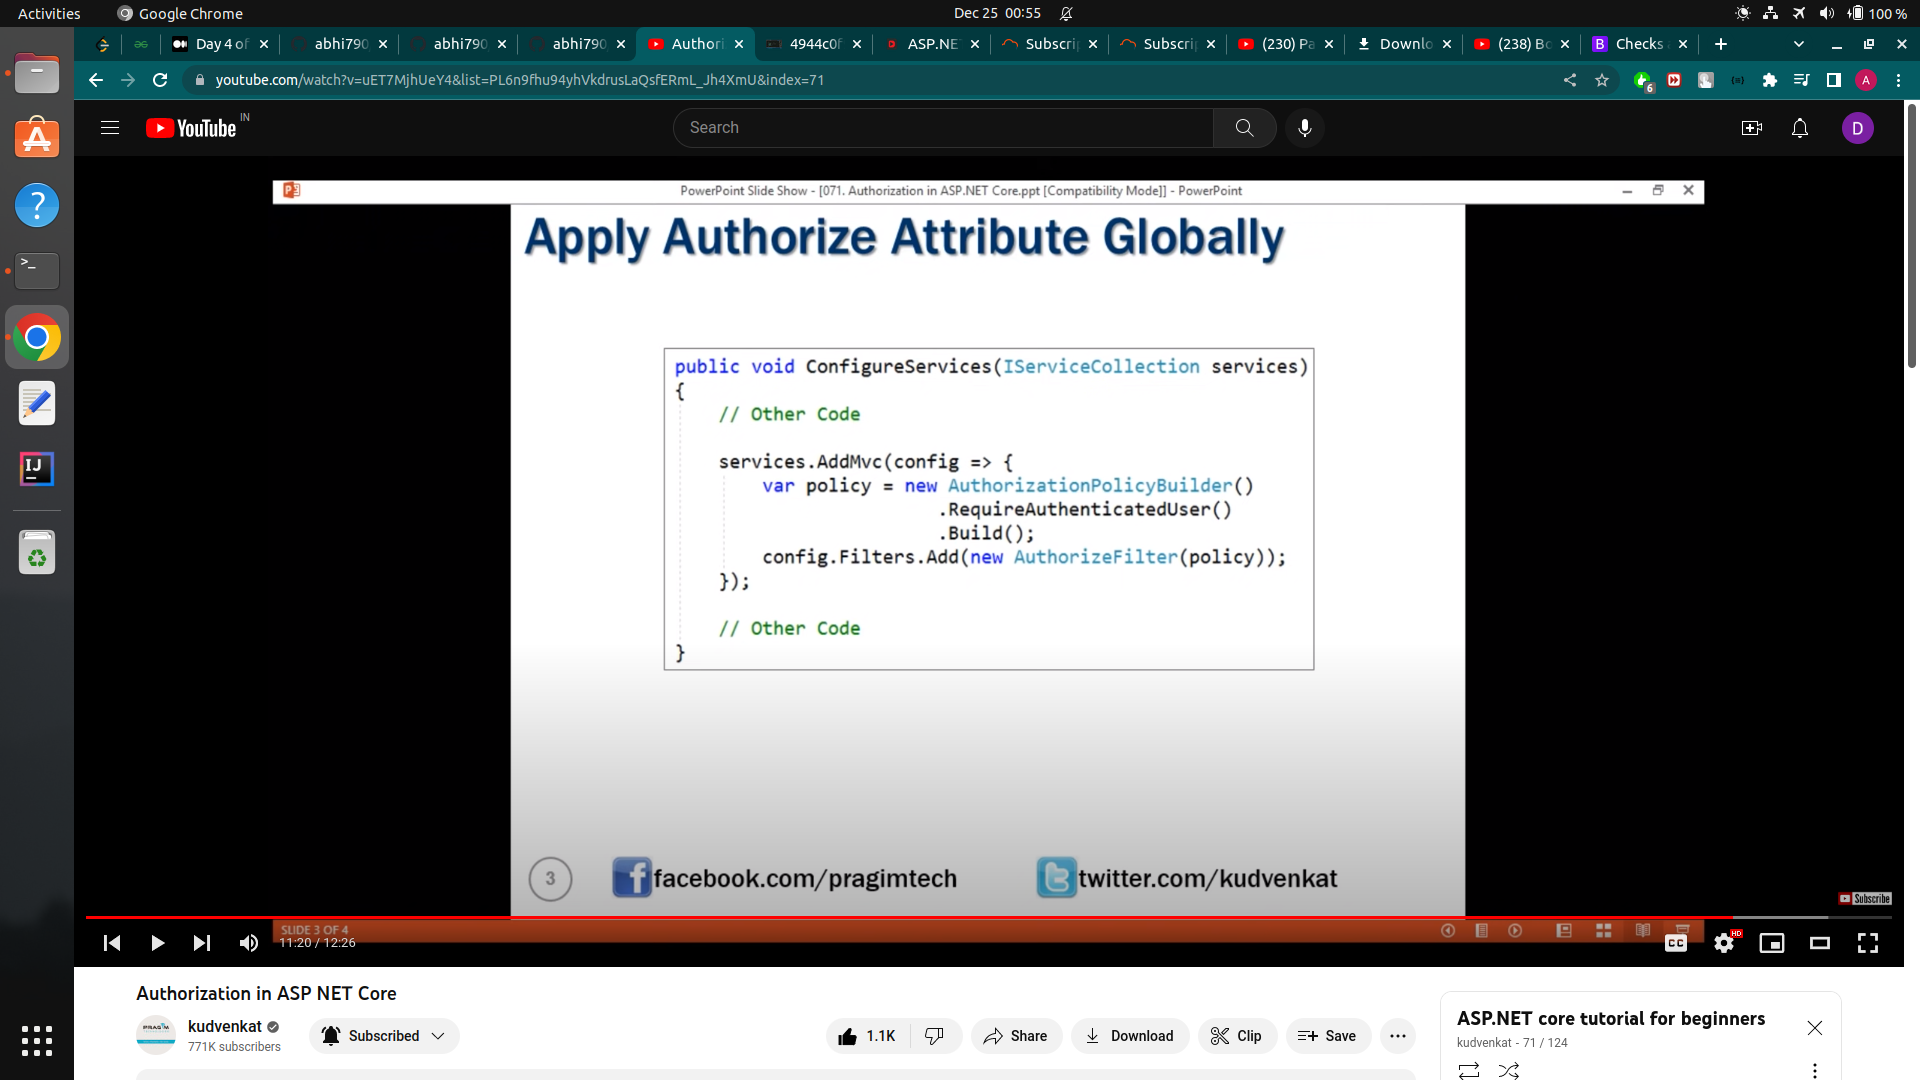 Activities
Google Chrome
Dec 25 00:55
100 %
Day 4 of
abhi790
abhi790
abhi790
Authori
4944c0f
ASP.NE
Subscrip
Subscrip
(230) Pa
Downlo
(238) Bo
Checks
youtube.com/watch?v=uET7MjhUeY4&list=PL6n9fhu94yhVkdrusLaQsfERmL_Jh4XmU&index=71
6
A
YouTube
IN
Search
D
PowerPoint Slide Show - [071. Authorization in ASP.NET Core.ppt [Compatibility Mode]] - PowerPoint
Apply Authorize Attribute Globally
public void ConfigureServices(IServiceCollection services)
{
// Other Code
services.AddMvc(config => {
var policy = new AuthorizationPolicyBuilder()
.RequireAuthenticatedUser()
.Build();
config.Filters.Add(new AuthorizeFilter(policy));
});
// Other Code
}
3
facebook.com/pragimtech
twitter.com/kudvenkat
Subscribe
SLIDE 3 OF 4
11:20 / 12:26
CC
HD
Authorization in ASP NET Core
PRAGIM
kudvenkat
771K subscribers
Subscribed
1.1K
Share
Download
Clip
Save
ASP.NET core tutorial for beginners
kudvenkat - 71 / 124